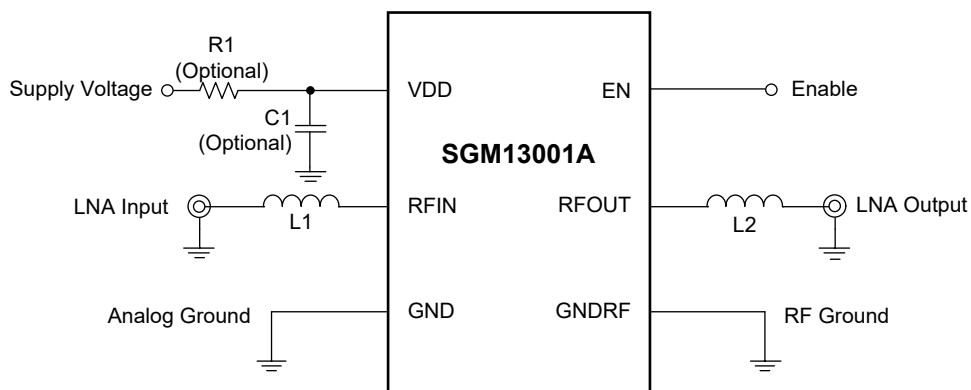 R1
(Optional)
Supply Voltage
VDD
EN
Enable
C1
(Optional)
SGM13001A
LNA Input
L1
RFIN
RFOUT
L2
LNA Output
Analog Ground
GND
GNDRF
RF Ground